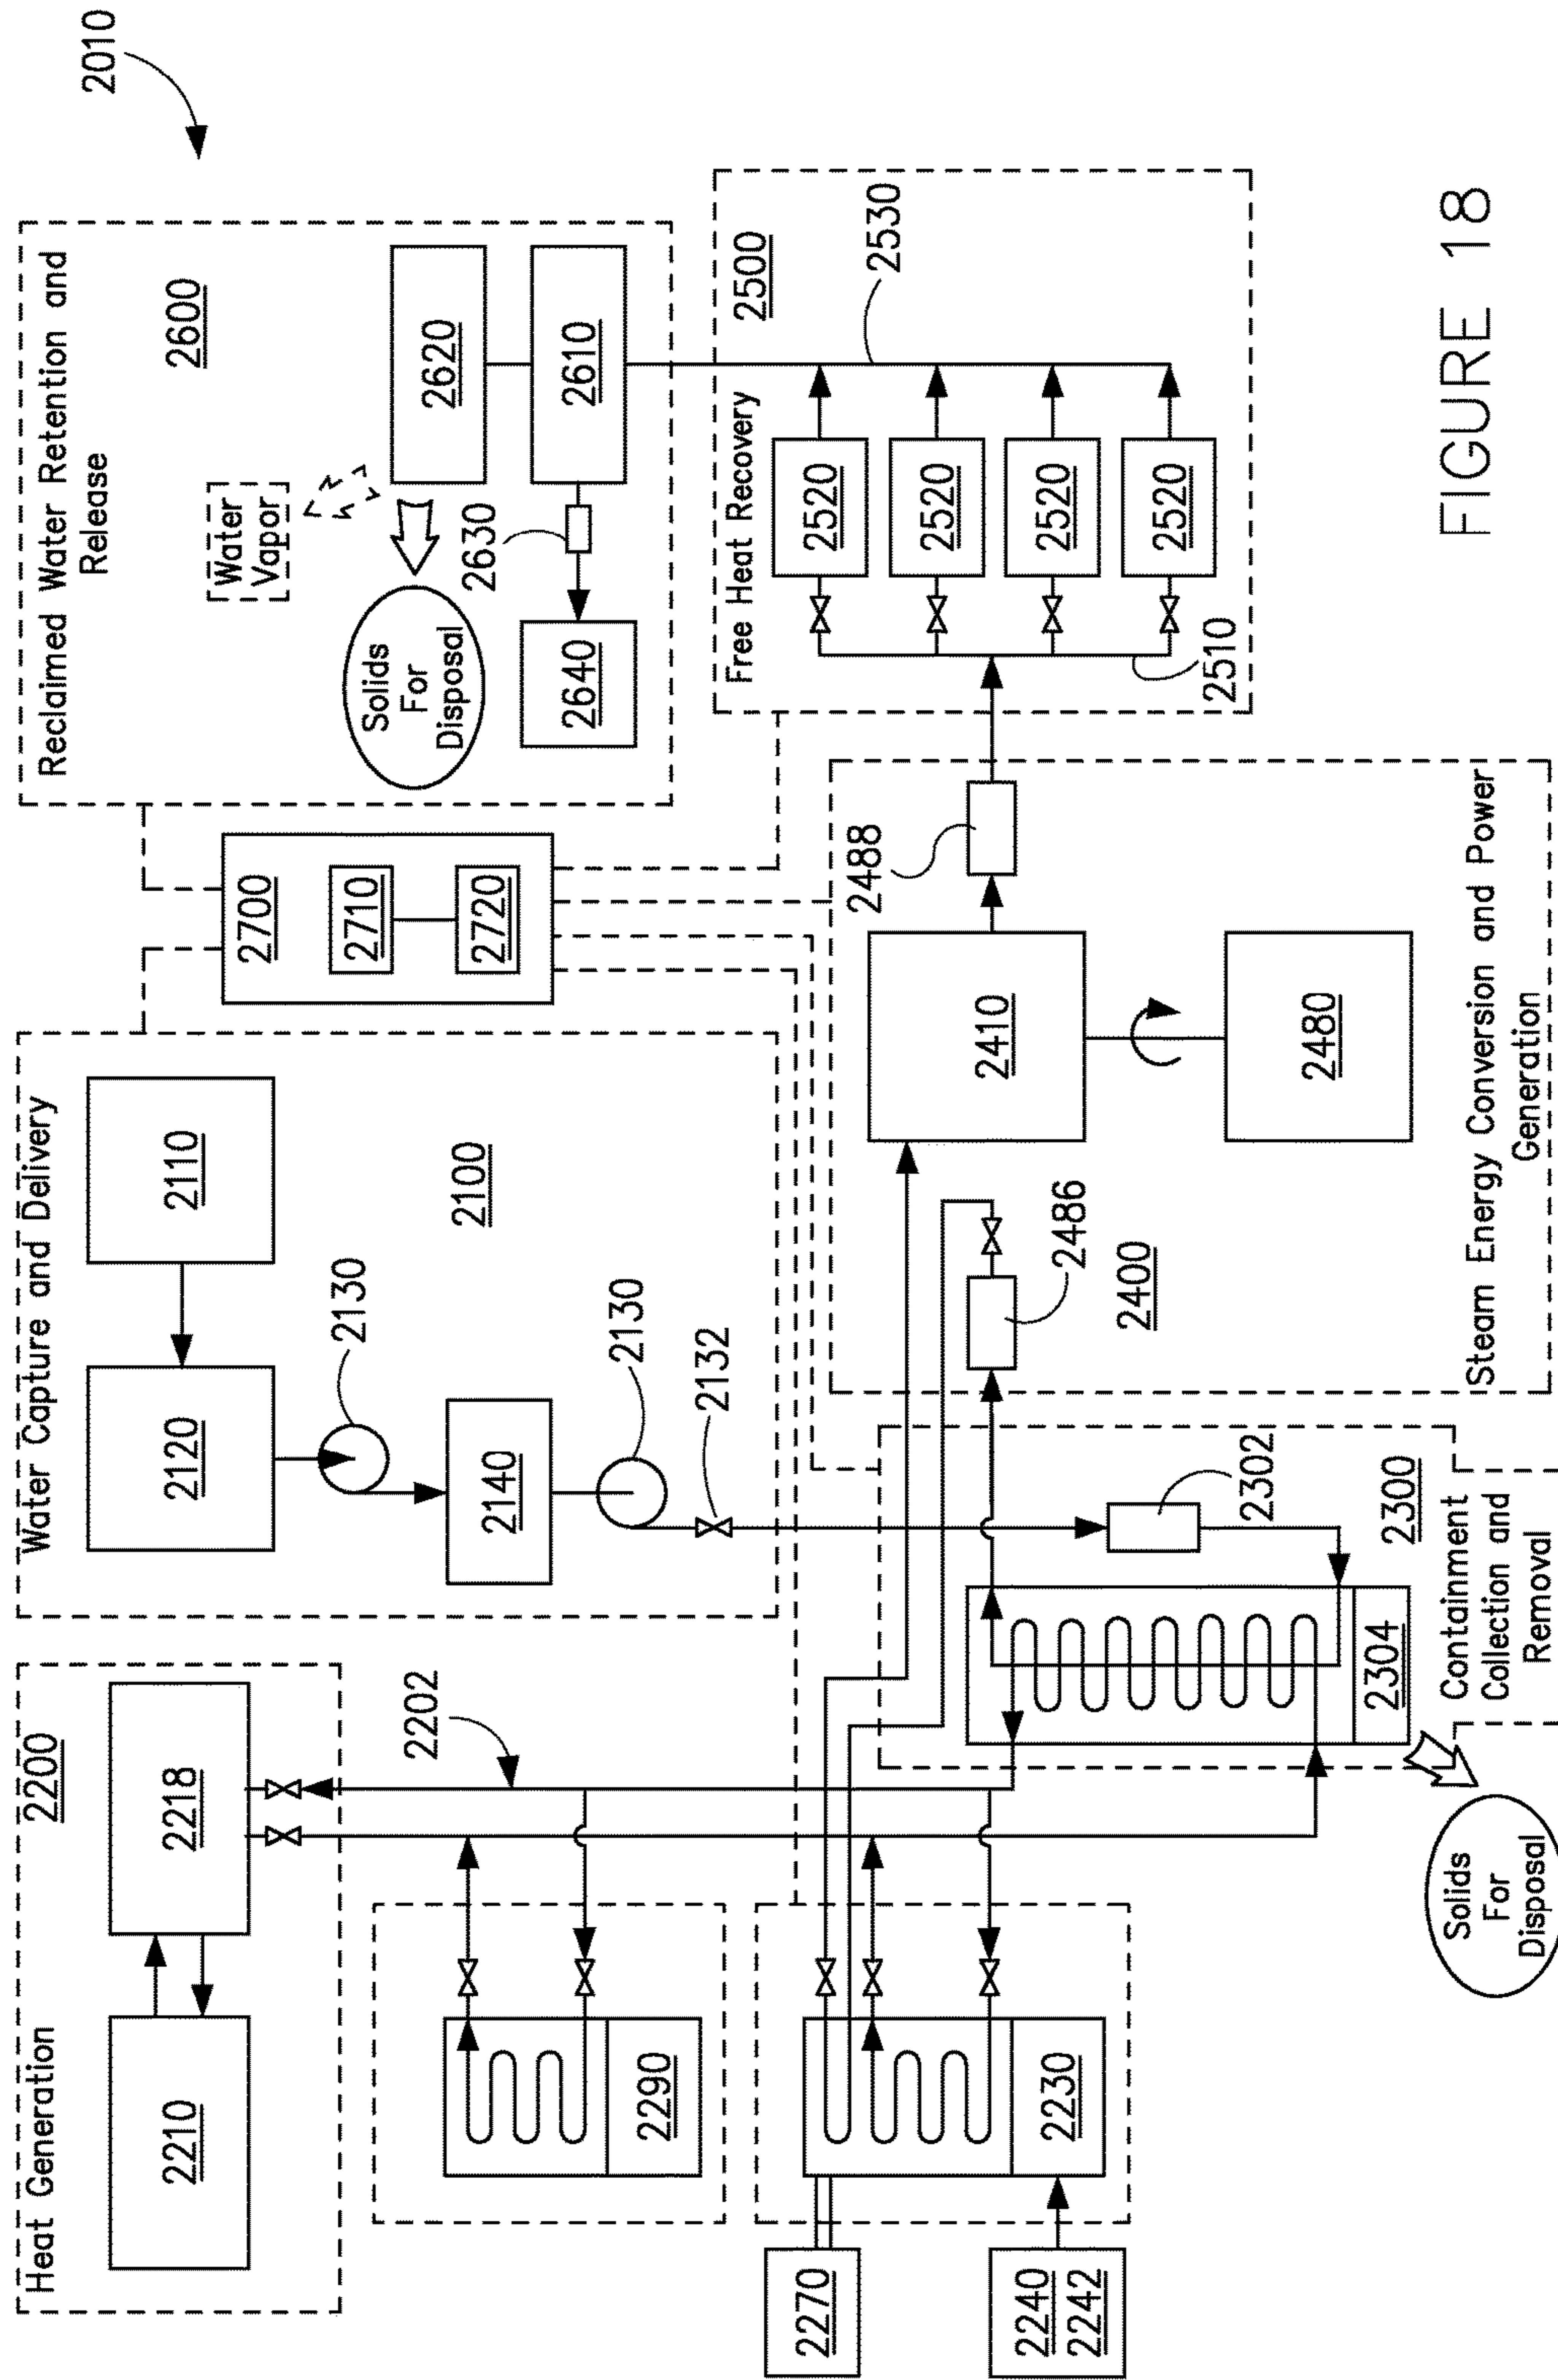 2010
Heat Generation
2200
2210
2218
2202
2290
2230
2270
2240
2242
Water Capture and Delivery
2110
2120
2130
2140
2130
2132
2100
2700
2710
2720
Reclaimed Water Retention and
Release
2600
Water
Vapor
2620
2610
2630
2640
Solids
For
Disposal
Containment
Collection and
Removal
2300
2302
2304
Solids
For
Disposal
Steam Energy Conversion and Power
Generation
2400
2486
2410
2480
2488
Free Heat Recovery
2500
2510
2520
2520
2520
2520
2530
FIGURE 18